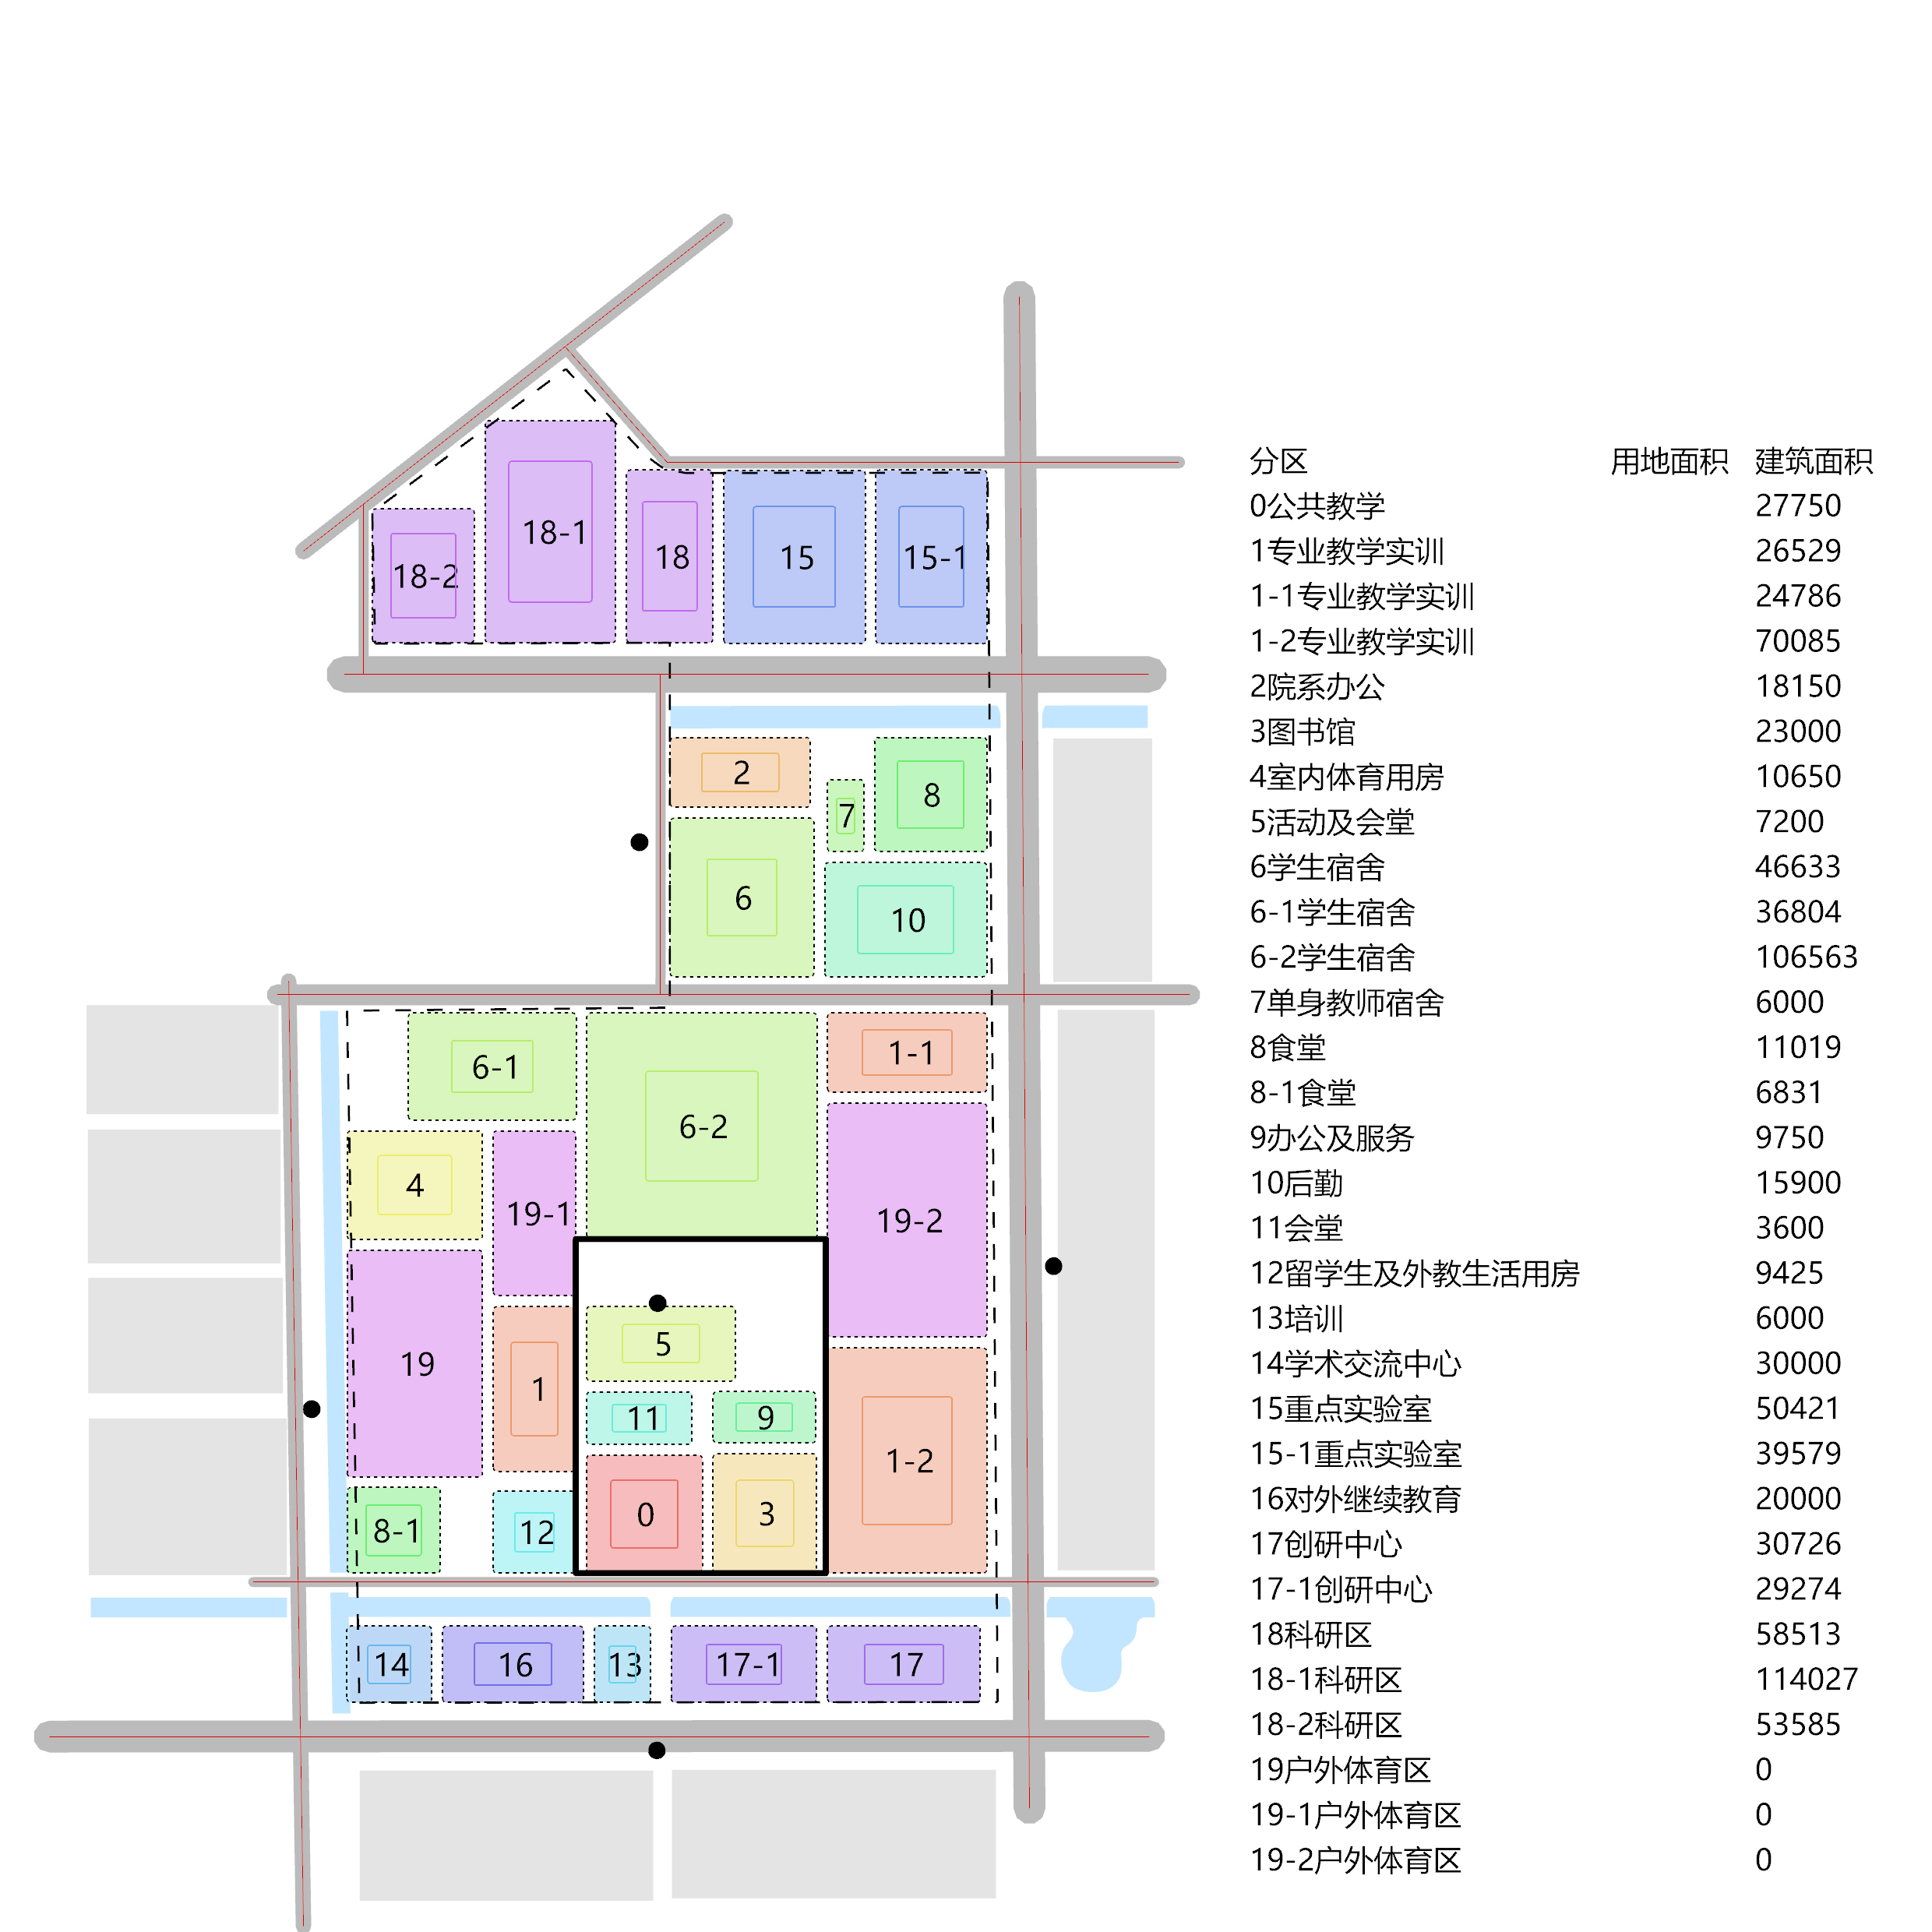 18-1
18-2
18
15
15-1
2
7
8
6
10
6-1
6-2
1-1
4
19-1
19-2
19
1
5
11
9
1-2
0
3
8-1
12
14
16
13
17-1
17
分区 用地面积 建筑面积
0公共教学 27750
1专业教学实训 26529
1-1专业教学实训 24786
1-2专业教学实训 70085
2院系办公 18150
3图书馆 23000
4室内体育用房 10650
5活动及会堂 7200
6学生宿舍 46633
6-1学生宿舍 36804
6-2学生宿舍 106563
7单身教师宿舍 6000
8食堂 11019
8-1食堂 6831
9办公及服务 9750
10后勤 15900
11会堂 3600
12留学生及外教生活用房 9425
13培训 6000
14学术交流中心 30000
15重点实验室 50421
15-1重点实验室 39579
16对外继续教育 20000
17创研中心 30726
17-1创研中心 29274
18科研区 58513
18-1科研区 114027
18-2科研区 53585
19户外体育区 0
19-1户外体育区 0
19-2户外体育区 0